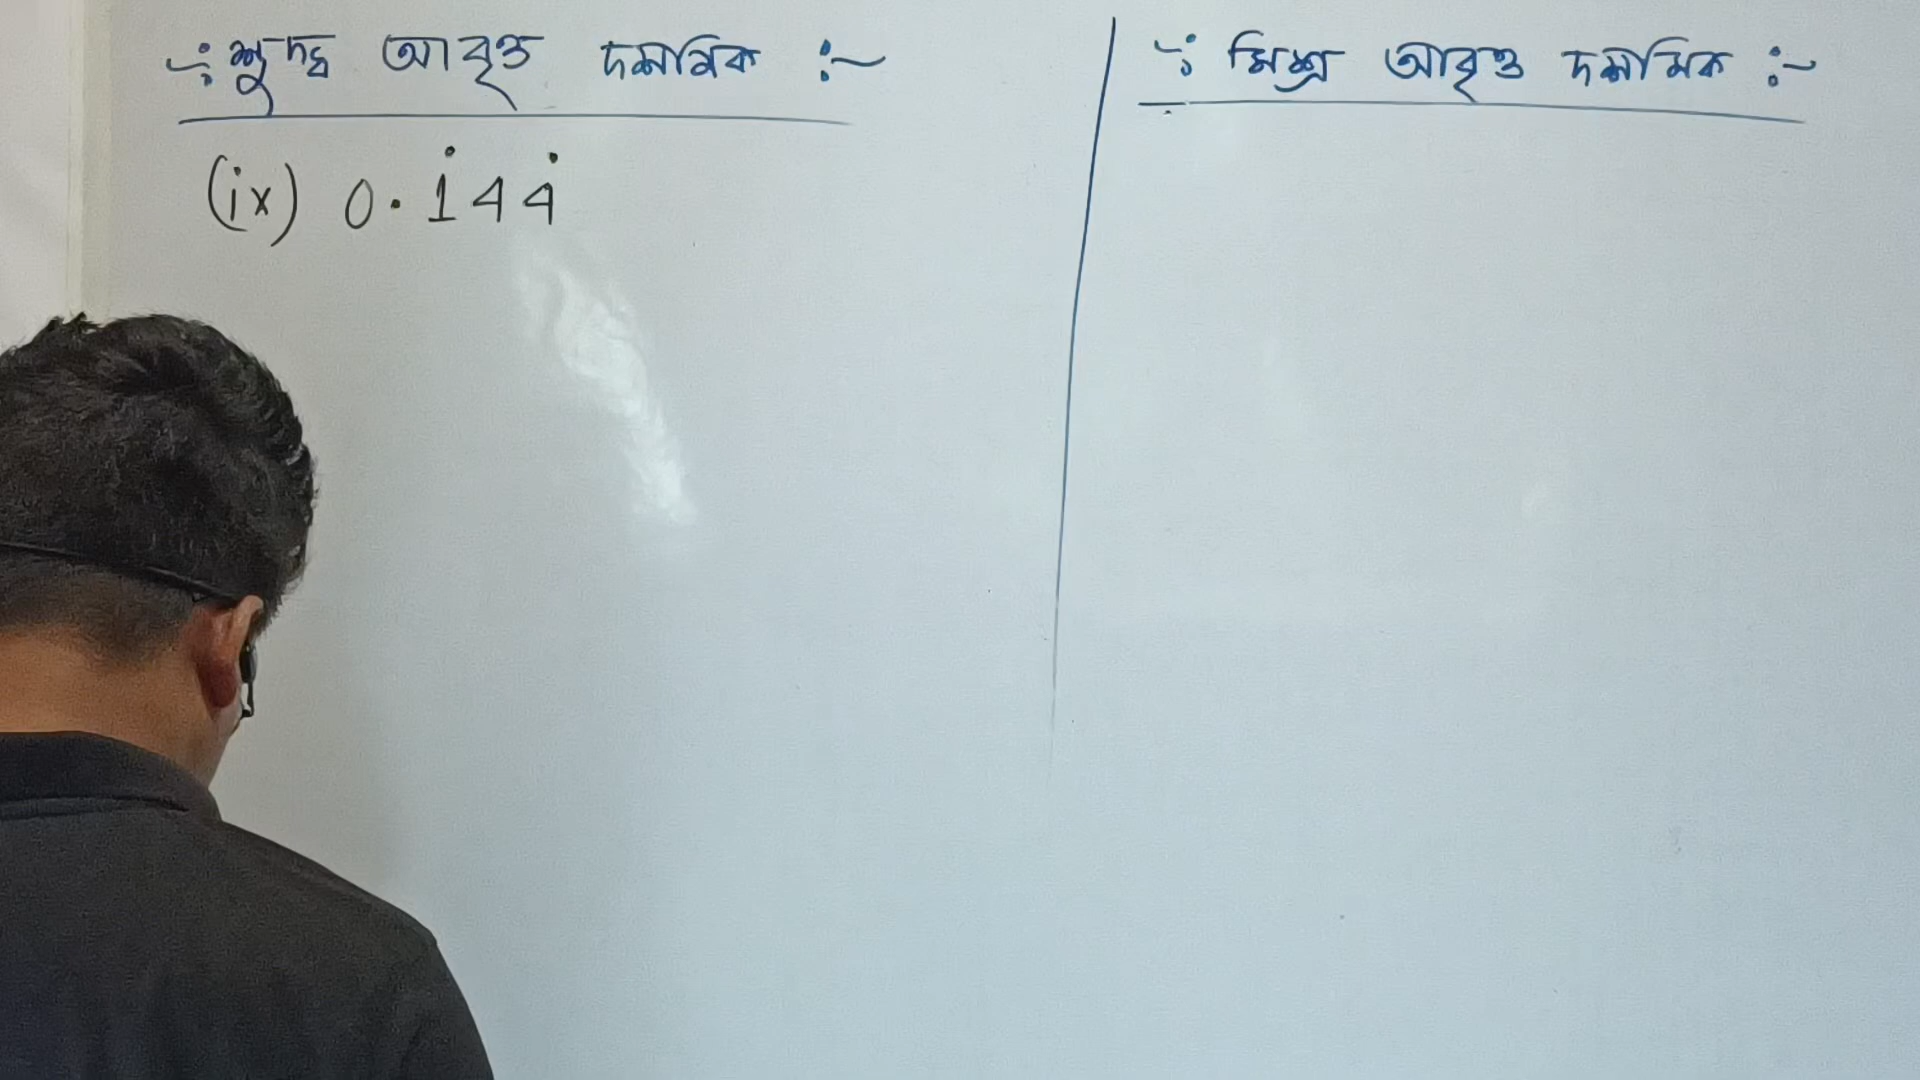 -: শুদ্ধ আবৃত্ত দশমিক :-
(ix) 0.1̇44̇
-: মিশ্র আবৃত্ত দশমিক :-